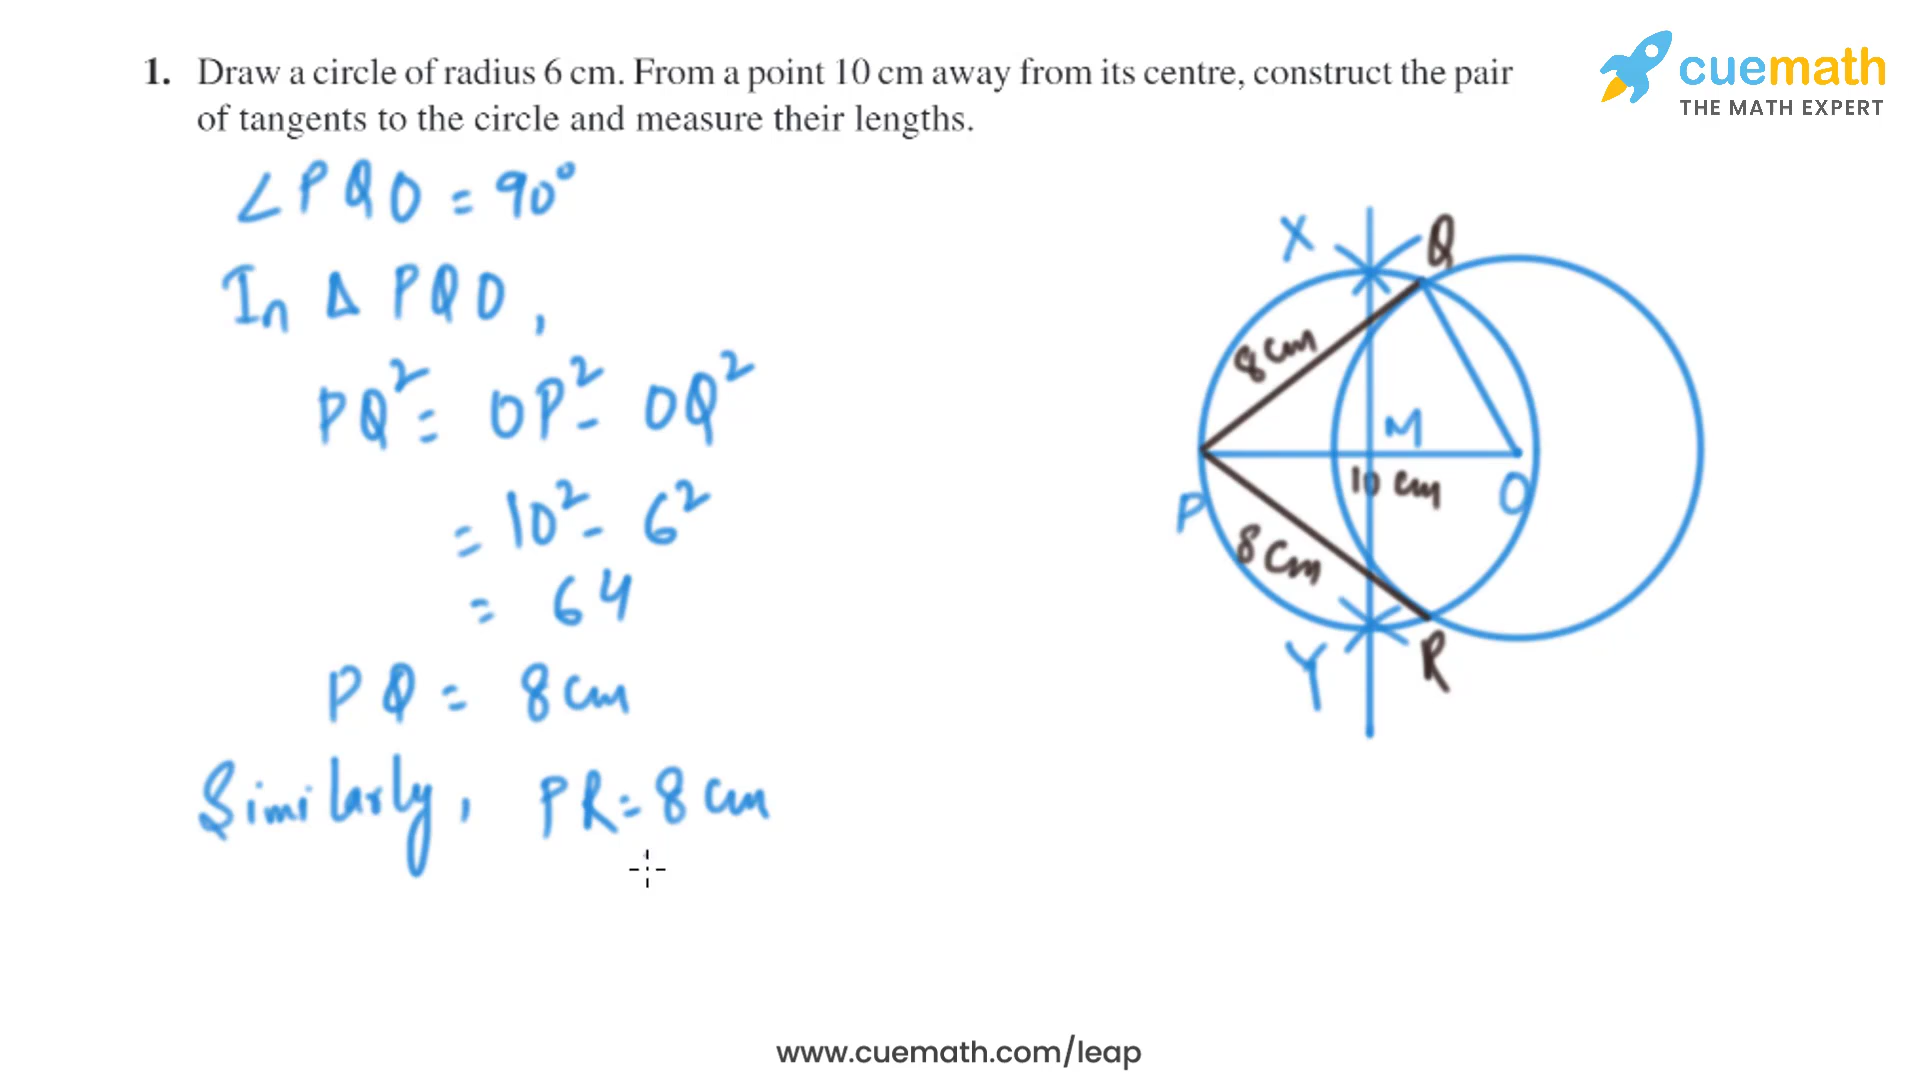 1. Draw a circle of radius 6 cm. From a point 10 cm away from its centre, construct the pair
of tangents to the circle and measure their lengths.
cuemath
THE MATH EXPERT
∠PQO = 90°
In Δ PQO,
PQ² = OP² - OQ²
= 10² - 6²
= 64
PQ = 8 cm
Similarly, PR = 8 cm
X
Q
8 cm
M
10 cm
P
O
8 cm
Y
R
www.cuemath.com/leap